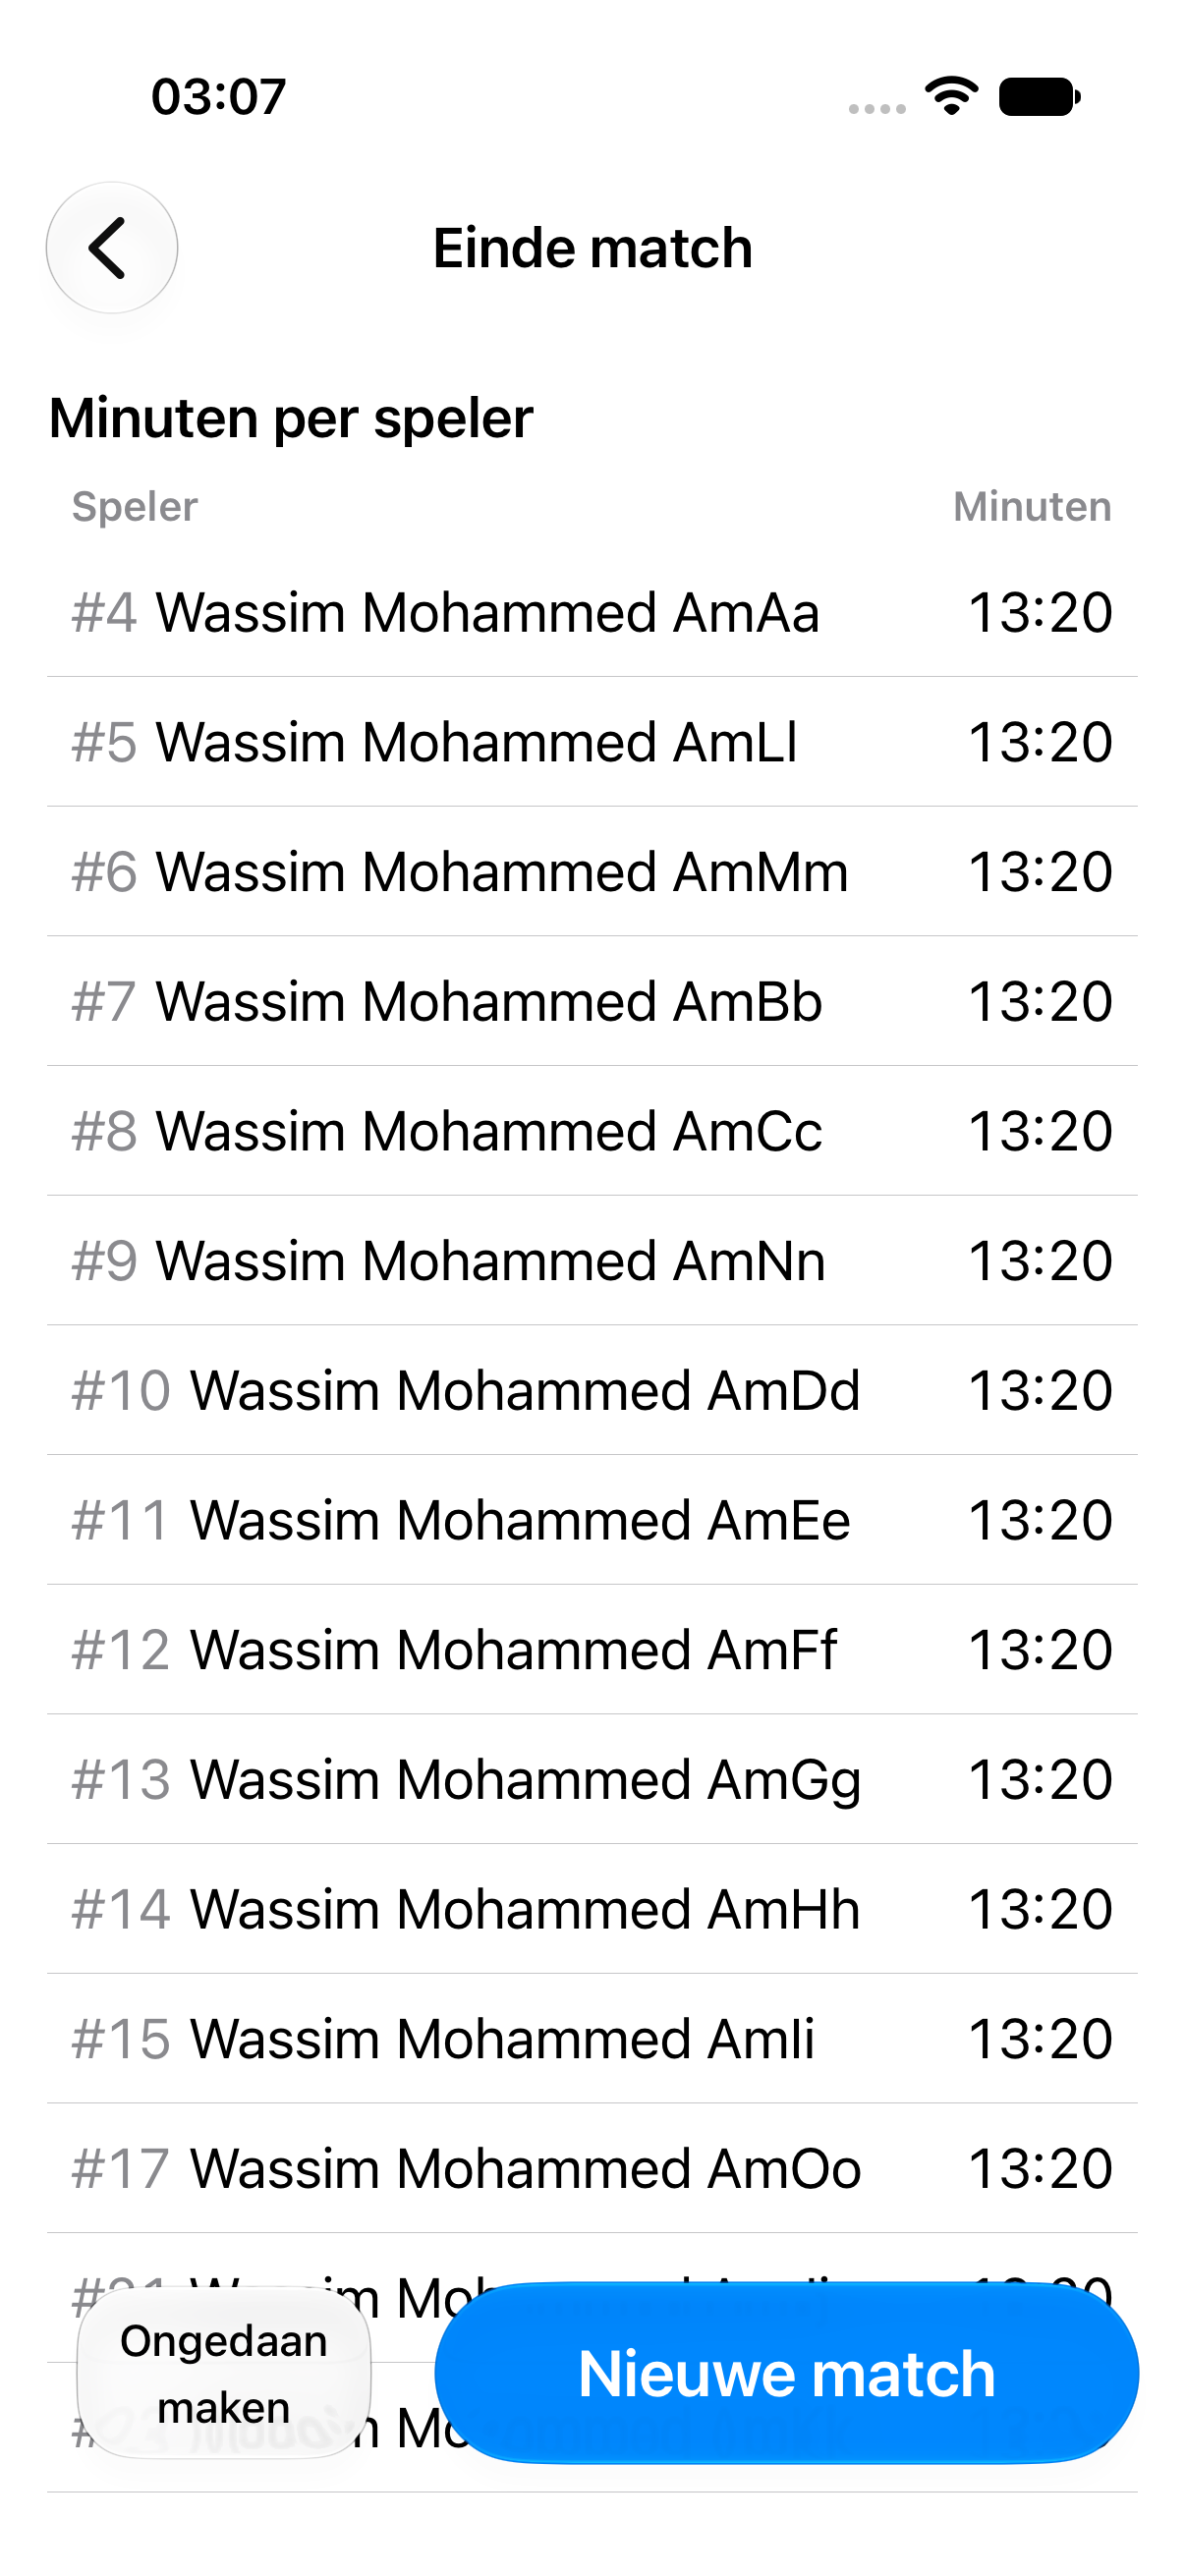 03:07
Einde match
Minuten per speler
Speler Minuten
#4 Wassim Mohammed AmAa 13:20
#5 Wassim Mohammed AmLl 13:20
#6 Wassim Mohammed AmMm 13:20
#7 Wassim Mohammed AmBb 13:20
#8 Wassim Mohammed AmCc 13:20
#9 Wassim Mohammed AmNn 13:20
#10 Wassim Mohammed AmDd 13:20
#11 Wassim Mohammed AmEe 13:20
#12 Wassim Mohammed AmFf 13:20
#13 Wassim Mohammed AmGg 13:20
#14 Wassim Mohammed AmHh 13:20
#15 Wassim Mohammed AmIi 13:20
#17 Wassim Mohammed AmOo 13:20
Ongedaan
maken
Nieuwe match